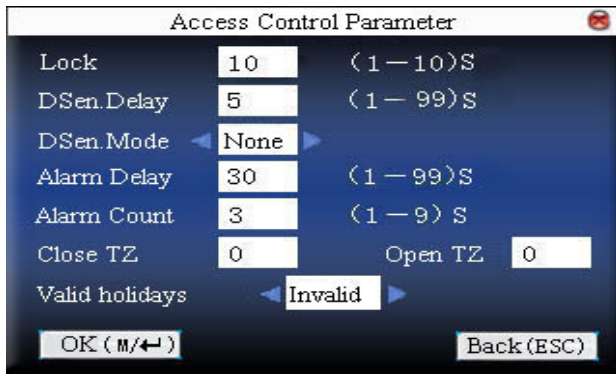 Access Control Parameter
Lock 10 (1—10)S
DSen.Delay 5 (1— 99)S
DSen.Mode None
Alarm Delay 30 (1—99)S
Alarm Count 3 (1—9) S
Close TZ 0 Open TZ 0
Valid holidays Invalid
OK (M/↵) Back(ESC)